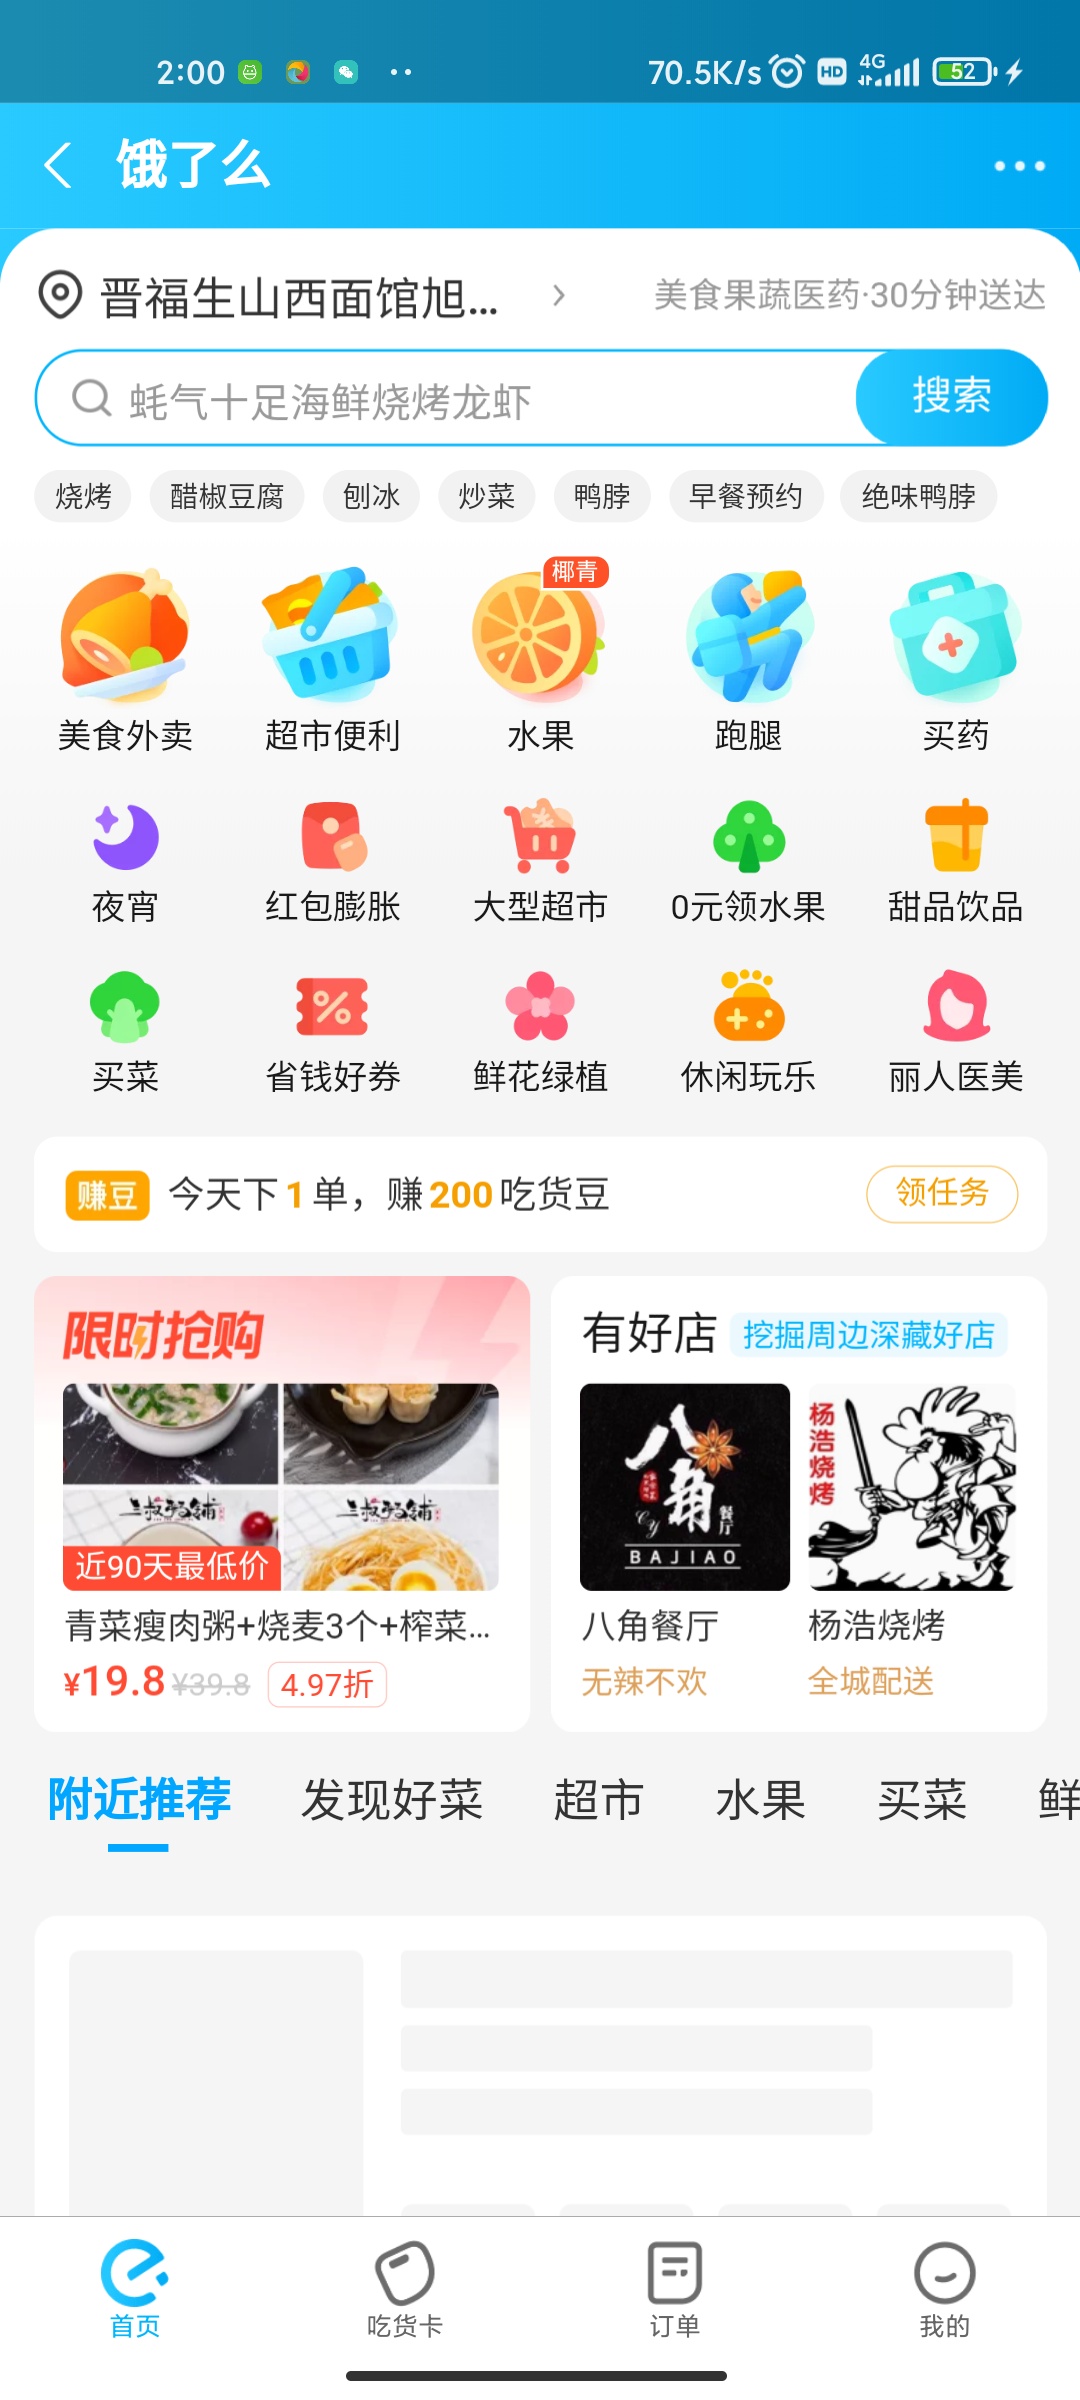 2:00 70.5K/s HD 4G 52
饿了么
晋福生山西面馆旭... 美食果蔬医药·30分钟送达
蚝气十足海鲜烧烤龙虾 搜索
烧烤 醋椒豆腐 刨冰 炒菜 鸭脖 早餐预约 绝味鸭脖
椰青
美食外卖 超市便利 水果 跑腿 买药
夜宵 红包膨胀 大型超市 0元领水果 甜品饮品
买菜 省钱好券 鲜花绿植 休闲玩乐 丽人医美
赚豆 今天下1单，赚200吃货豆 领任务
限时抢购
近90天最低价
青菜瘦肉粥+烧麦3个+榨菜...
¥19.8 ¥39.8 4.97折
有好店 挖掘周边深藏好店
八角 餐厅
BAJIAO
杨浩烧烤
八角餐厅 杨浩烧烤
无辣不欢 全城配送
附近推荐 发现好菜 超市 水果 买菜 鲜
首页 吃货卡 订单 我的